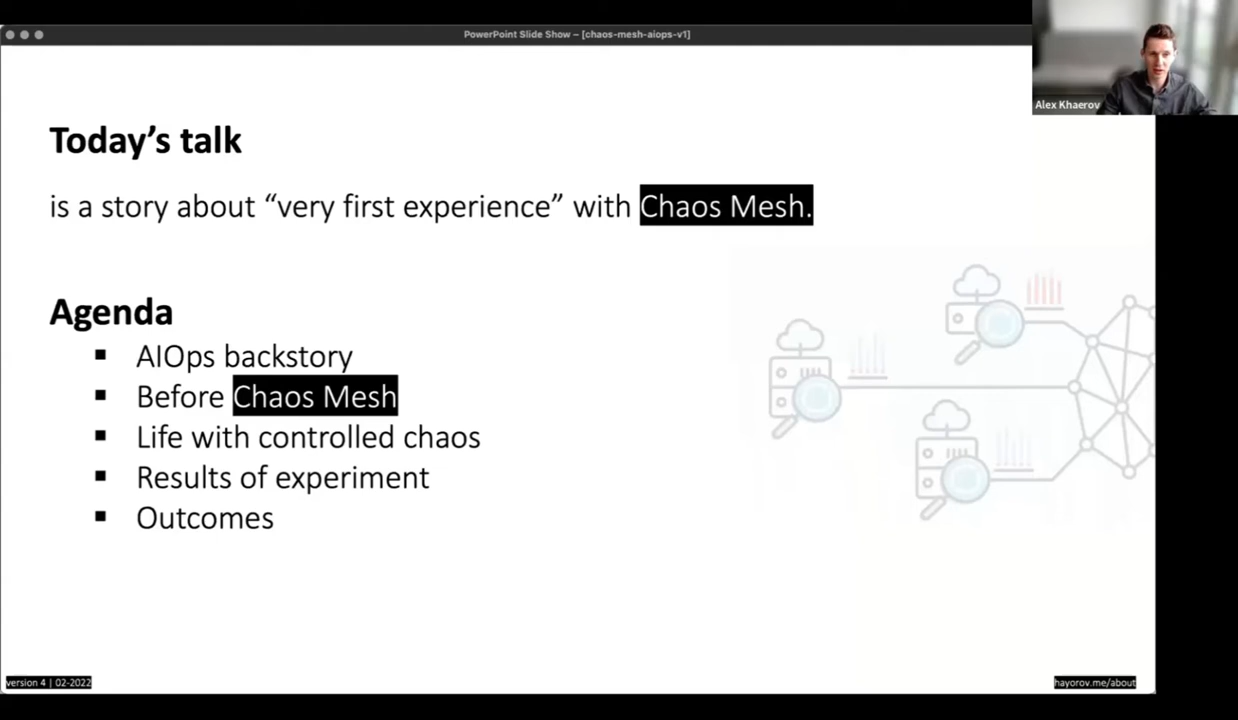 PowerPoint Slide Show – [chaos-mesh-aiops-v1]
Alex Khaerov
Today’s talk
is a story about “very first experience” with Chaos Mesh.
Agenda
▪ AIOps backstory
▪ Before Chaos Mesh
▪ Life with controlled chaos
▪ Results of experiment
▪ Outcomes
version 4 | 02-2022
hayorov.me/about